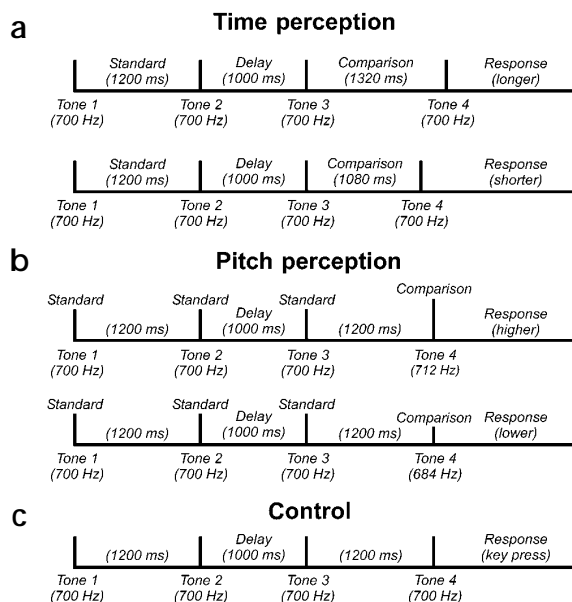 a
Time perception
Standard Delay Comparison Response
(1200 ms) (1000 ms) (1320 ms) (longer)
Tone 1 Tone 2 Tone 3 Tone 4
(700 Hz) (700 Hz) (700 Hz) (700 Hz)
Standard Delay Comparison Response
(1200 ms) (1000 ms) (1080 ms) (shorter)
Tone 1 Tone 2 Tone 3 Tone 4
(700 Hz) (700 Hz) (700 Hz) (700 Hz)
b
Pitch perception
Comparison
Standard Standard Standard
Delay Response
(1200 ms) (1000 ms) (1200 ms) (higher)
Tone 1 Tone 2 Tone 3 Tone 4
(700 Hz) (700 Hz) (700 Hz) (712 Hz)
Standard Standard Standard
Delay Comparison Response
(1200 ms) (1000 ms) (1200 ms) (lower)
Tone 1 Tone 2 Tone 3 Tone 4
(700 Hz) (700 Hz) (700 Hz) (684 Hz)
c
Control
Delay Response
(1200 ms) (1000 ms) (1200 ms) (key press)
Tone 1 Tone 2 Tone 3 Tone 4
(700 Hz) (700 Hz) (700 Hz) (700 Hz)